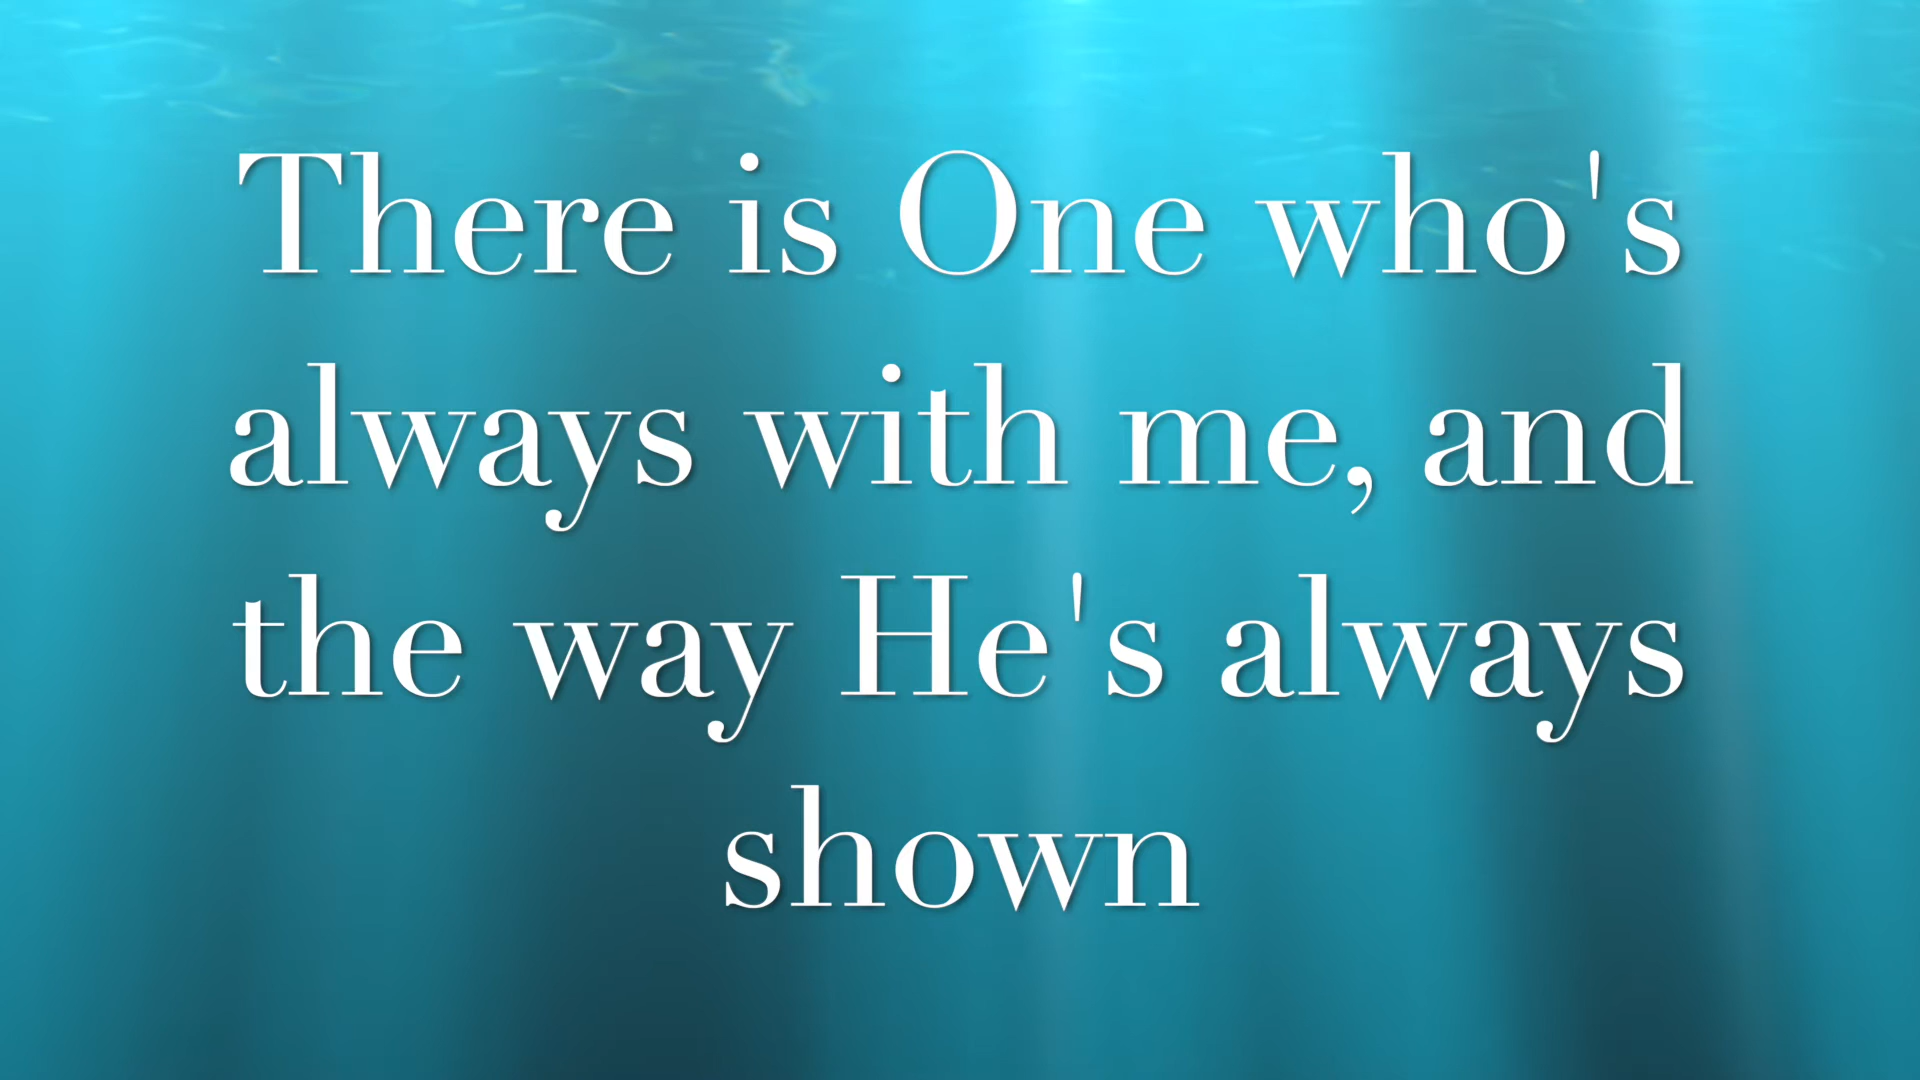 There is One who's
always with me, and
the way He's always
shown